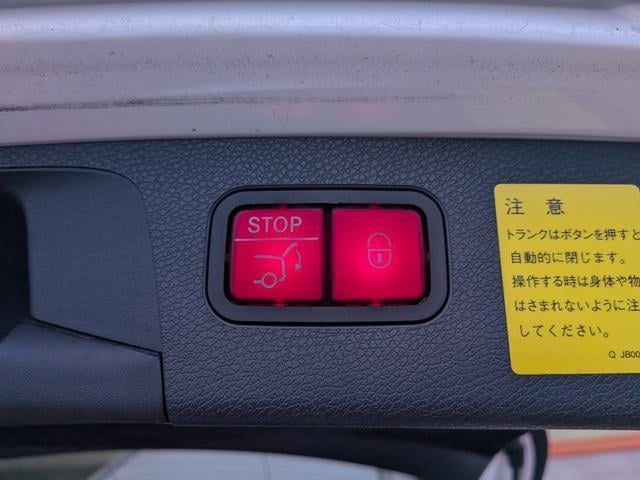 STOP
注 意
トランクはボタンを押すと
自動的に閉じます。
操作する時は身体や物
はさまれないように注
してください。
Q JB00